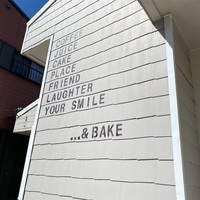 COFFEE
JUICE
CAKE
PLACE
FRIEND
LAUGHTER
YOUR SMILE
...& BAKE